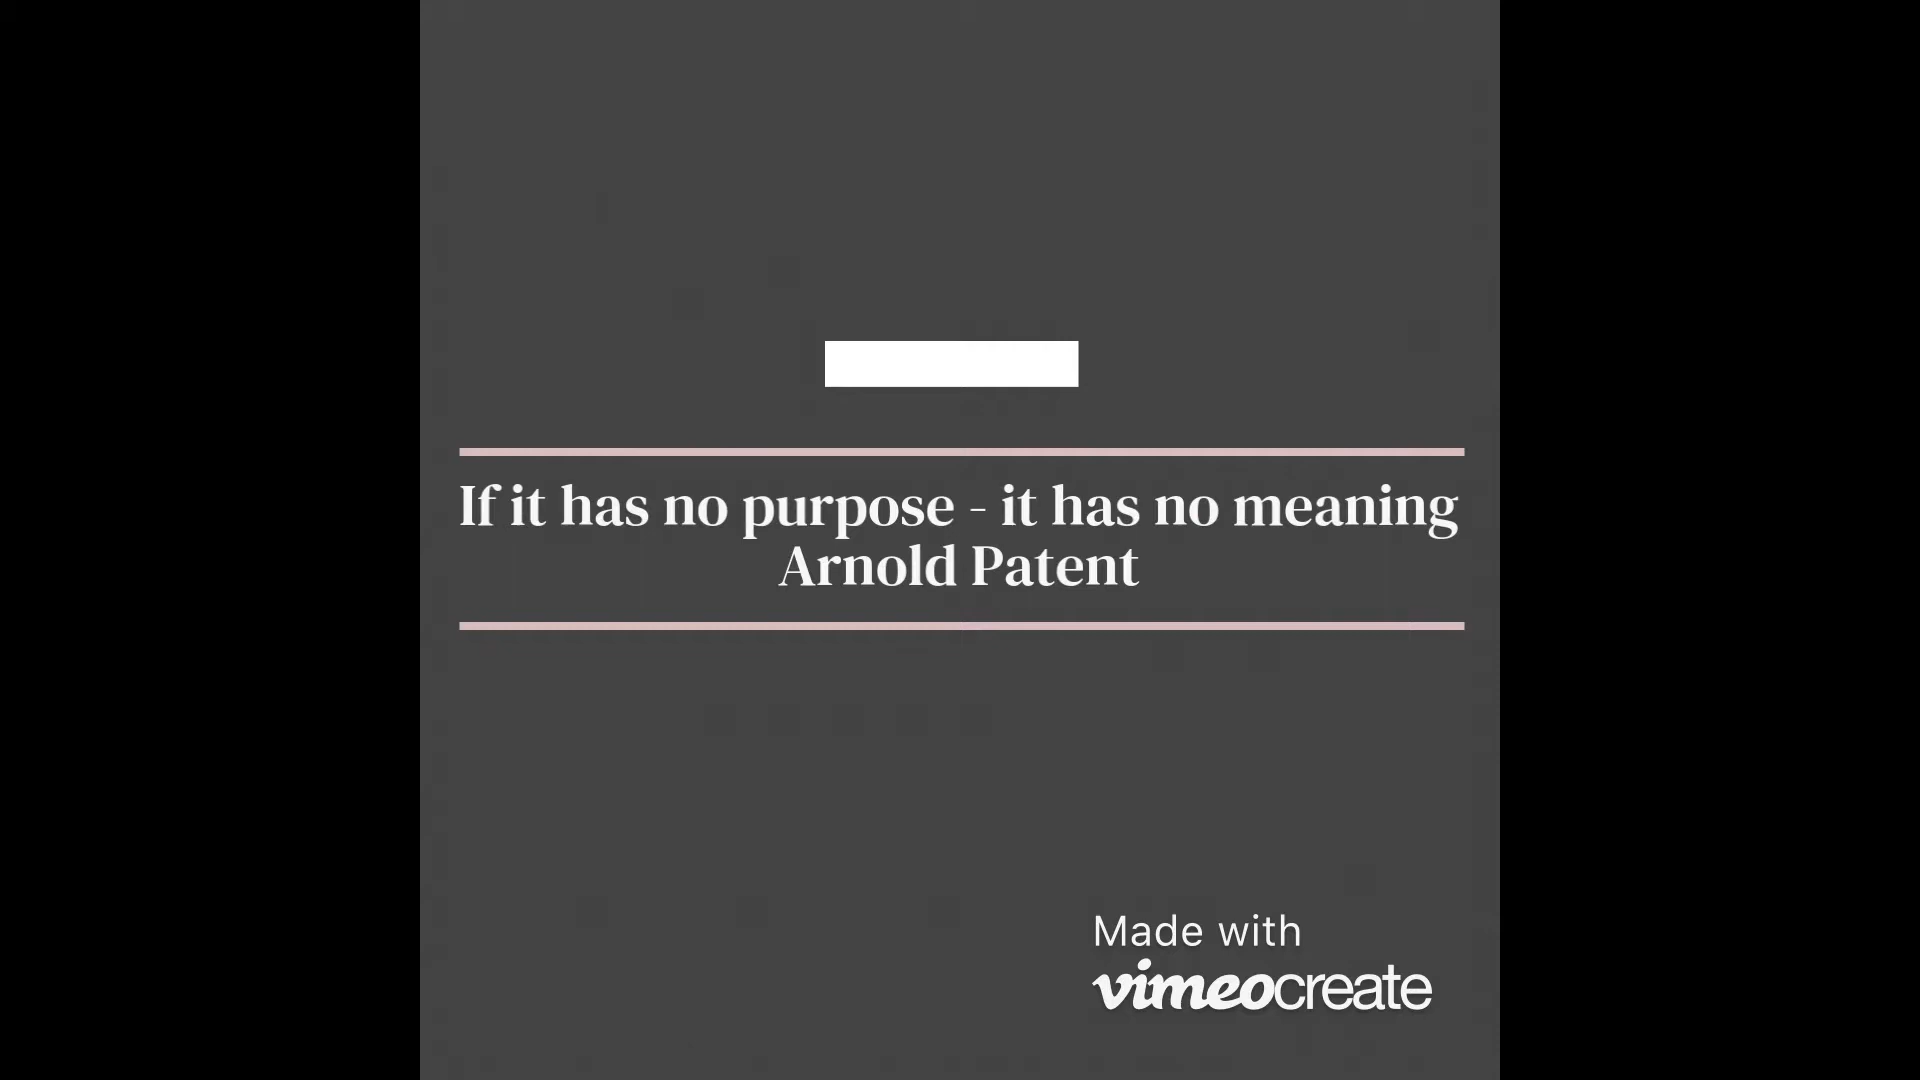 If it has no purpose - it has no meaning
Arnold Patent
Made with
vimeocreate